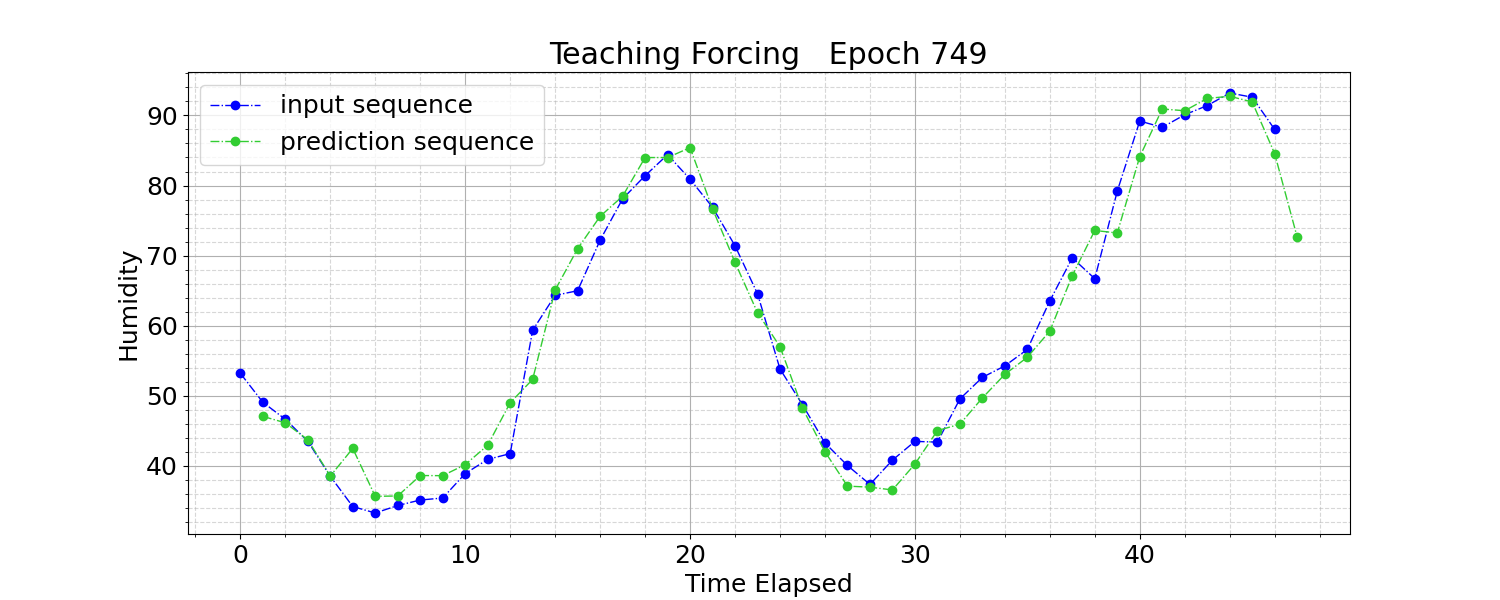 Teaching Forcing   Epoch 749
input sequence
prediction sequence
Humidity
90
80
70
60
50
40
0 10 20 30 40
Time Elapsed